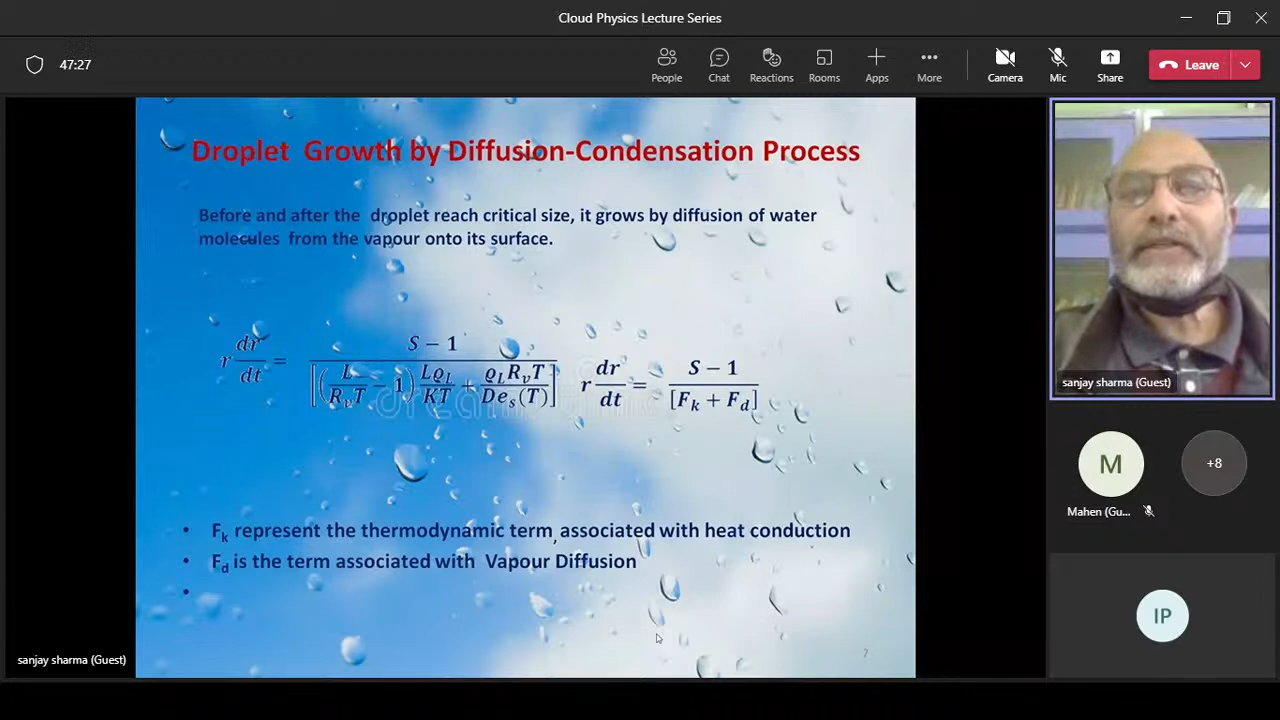 Cloud Physics Lecture Series
47:27
People
Chat
Reactions
Rooms
Apps
More
Camera
Mic
Share
Leave
Droplet Growth by Diffusion-Condensation Process
Before and after the droplet reach critical size, it grows by diffusion of water
molecules from the vapour onto its surface.
r dr/dt = (S − 1) / [(L/(R_vT) − 1) Lϱ_L/(KT) + ϱ_LR_vT/(De_s(T))]
r dr/dt = (S − 1) / [F_k + F_d]
• F_k represent the thermodynamic term, associated with heat conduction
• F_d is the term associated with Vapour Diffusion
•
7
sanjay sharma (Guest)
sanjay sharma (Guest)
M
+8
Mahen (Gu...
IP